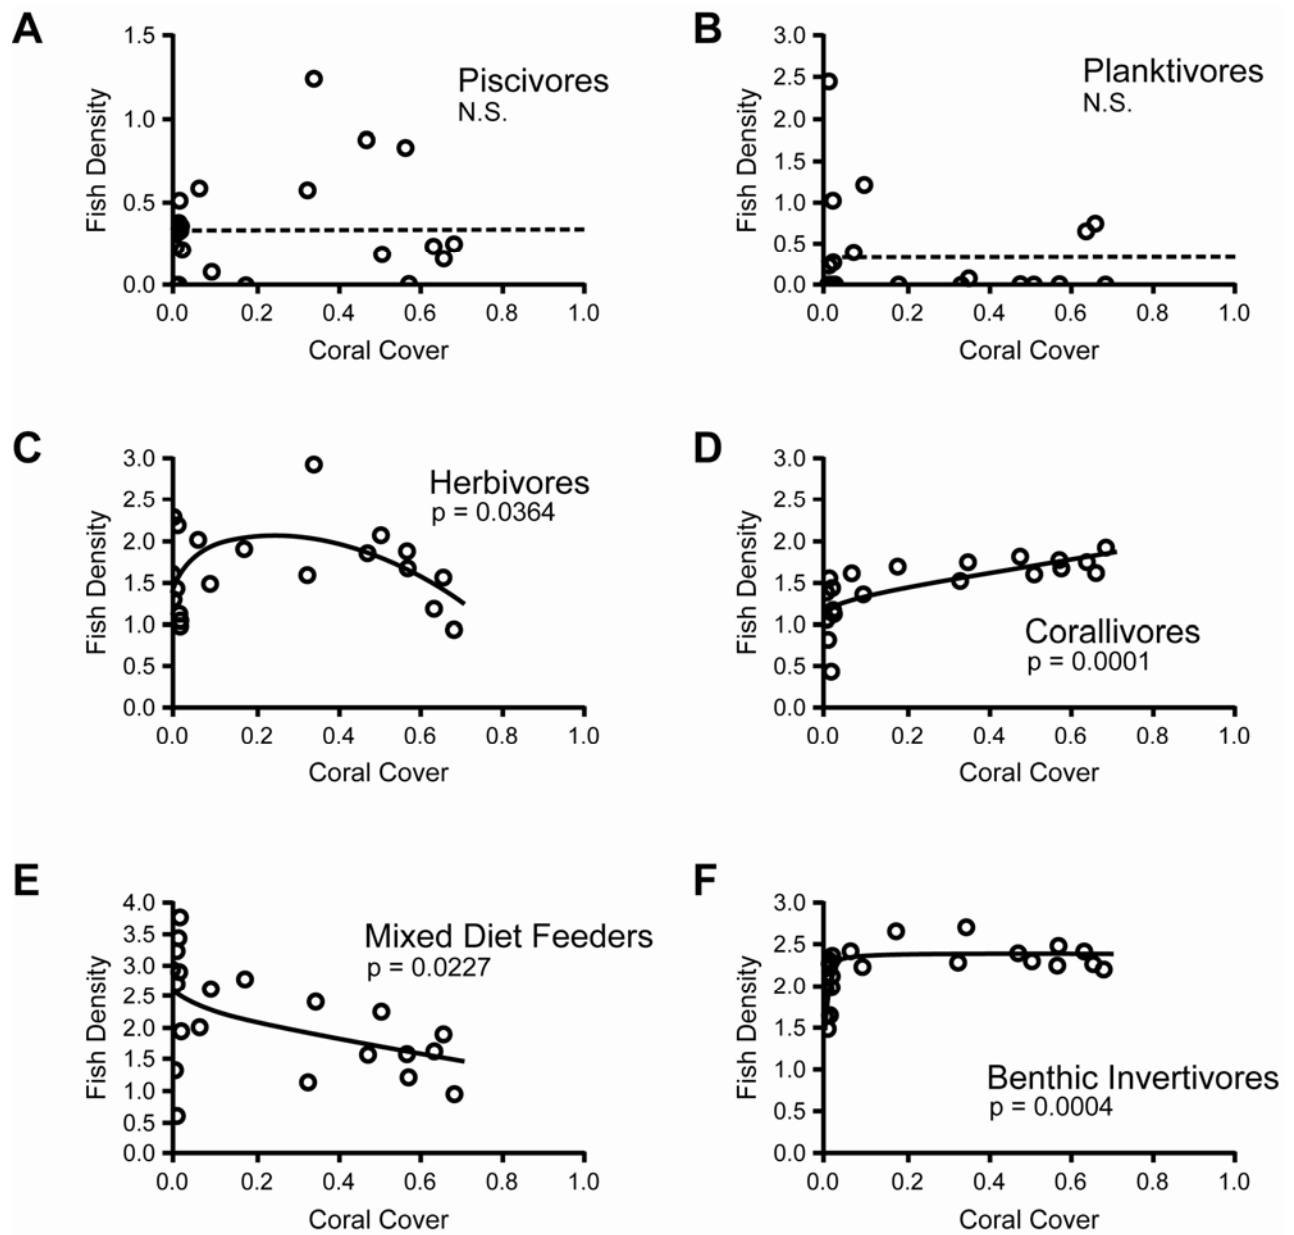 A
Piscivores
N.S.
Fish Density
1.5
1.0
0.5
0.0
0.0 0.2 0.4 0.6 0.8 1.0
Coral Cover
B
Planktivores
N.S.
Fish Density
3.0
2.5
2.0
1.5
1.0
0.5
0.0
0.0 0.2 0.4 0.6 0.8 1.0
Coral Cover
C
Herbivores
p = 0.0364
Fish Density
3.0
2.5
2.0
1.5
1.0
0.5
0.0
0.0 0.2 0.4 0.6 0.8 1.0
Coral Cover
D
Corallivores
p = 0.0001
Fish Density
3.0
2.5
2.0
1.5
1.0
0.5
0.0
0.0 0.2 0.4 0.6 0.8 1.0
Coral Cover
E
Mixed Diet Feeders
p = 0.0227
Fish Density
4.0
3.5
3.0
2.5
2.0
1.5
1.0
0.5
0.0
0.0 0.2 0.4 0.6 0.8 1.0
Coral Cover
F
Benthic Invertivores
p = 0.0004
Fish Density
3.0
2.5
2.0
1.5
1.0
0.5
0.0
0.0 0.2 0.4 0.6 0.8 1.0
Coral Cover